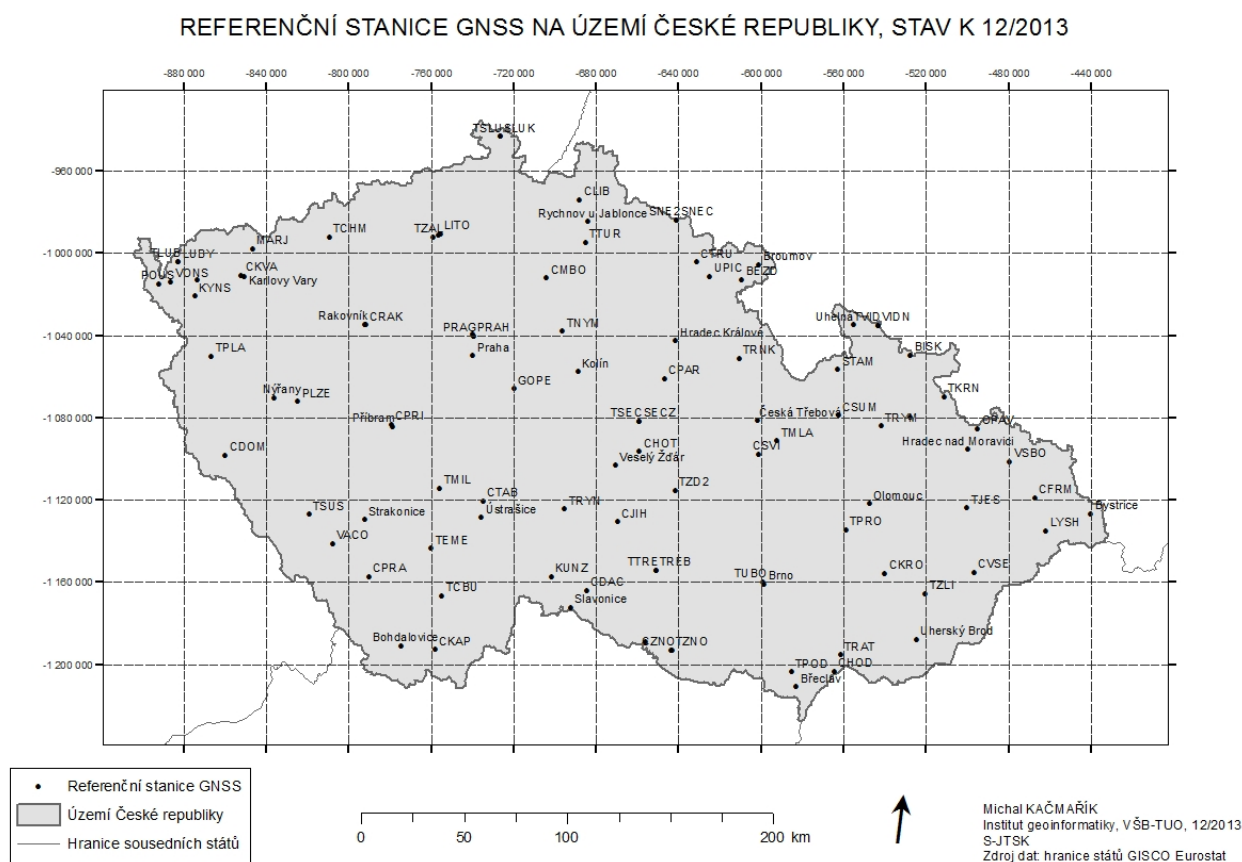 REFERENČNÍ STANICE GNSS NA ÚZEMÍ ČESKÉ REPUBLIKY, STAV K 12/2013
-880 000 -840 000 -800 000 -760 000 -720 000 -680 000 -640 000 -600 000 -560 000 -520 000 -480 000 -440 000
TSLUSLUK
-960 000
CLIB
Rychnov u Jablonce SNE2SNEC
TCHM TZAL LITO
MARJ TTUR
-1 000 000
TLUBLUBY CTRU Broumov
POUS VONS CKVA CMBO UPIC BEZD
KYNS Karlovy Vary
Rakovník CRAK Uhelná TVIDVIDN
PRAGPRAH TNYM Hradec Králové
-1 040 000
TPLA Praha TRNK BISK
Kolín CPAR STAM
GOPE TKRN
Nýřany PLZE
Příbram CPRI TSECSECZ Česká Třebová CSUM TRYM OPAV
-1 080 000
TMLA Hradec nad Moravicí
CDOM CHOT CSVI VSBO
Veselý Žďár
TMIL TZD2
CTAB CFRM
-1 120 000
TSUS Strakonice Ústrašice TRYN CJIH Olomouc TJES Bystrice
TPRO LYSH
VACO TEME
CPRA KUNZ TTRETREB TUBO Brno CKRO CVSE
-1 160 000
TCBU CDAC TZLI
Slavonice
Bohdalovice CKAP CZNOTZNO TRAT Uherský Brod
-1 200 000
TPOD CHOD
Břeclav
Referenční stanice GNSS
Území České republiky
Hranice sousedních států
0 50 100 200 km
Michal KAČMAŘÍK
Institut geoinformatiky, VŠB-TUO, 12/2013
S-JTSK
Zdroj dat: hranice států GISCO Eurostat